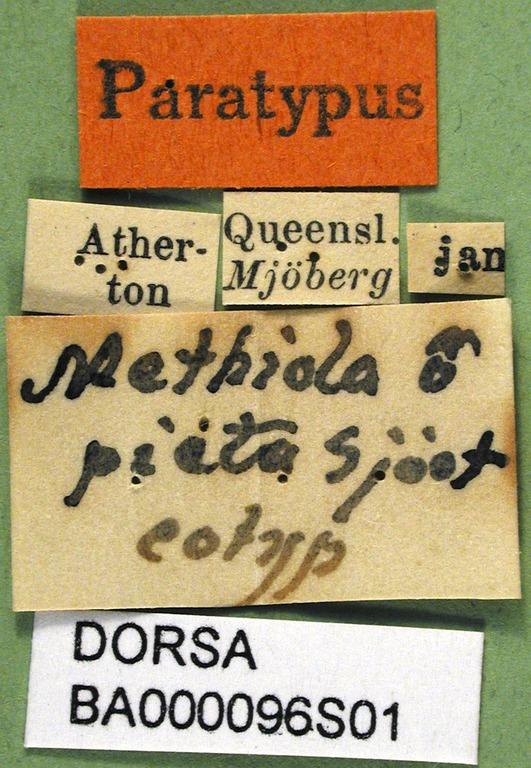 Paratypus
Ather-
ton
Queensl.
Mjöberg
jan
Methiola ♂
picta Sjöst
cotyp
DORSA
BA000096S01